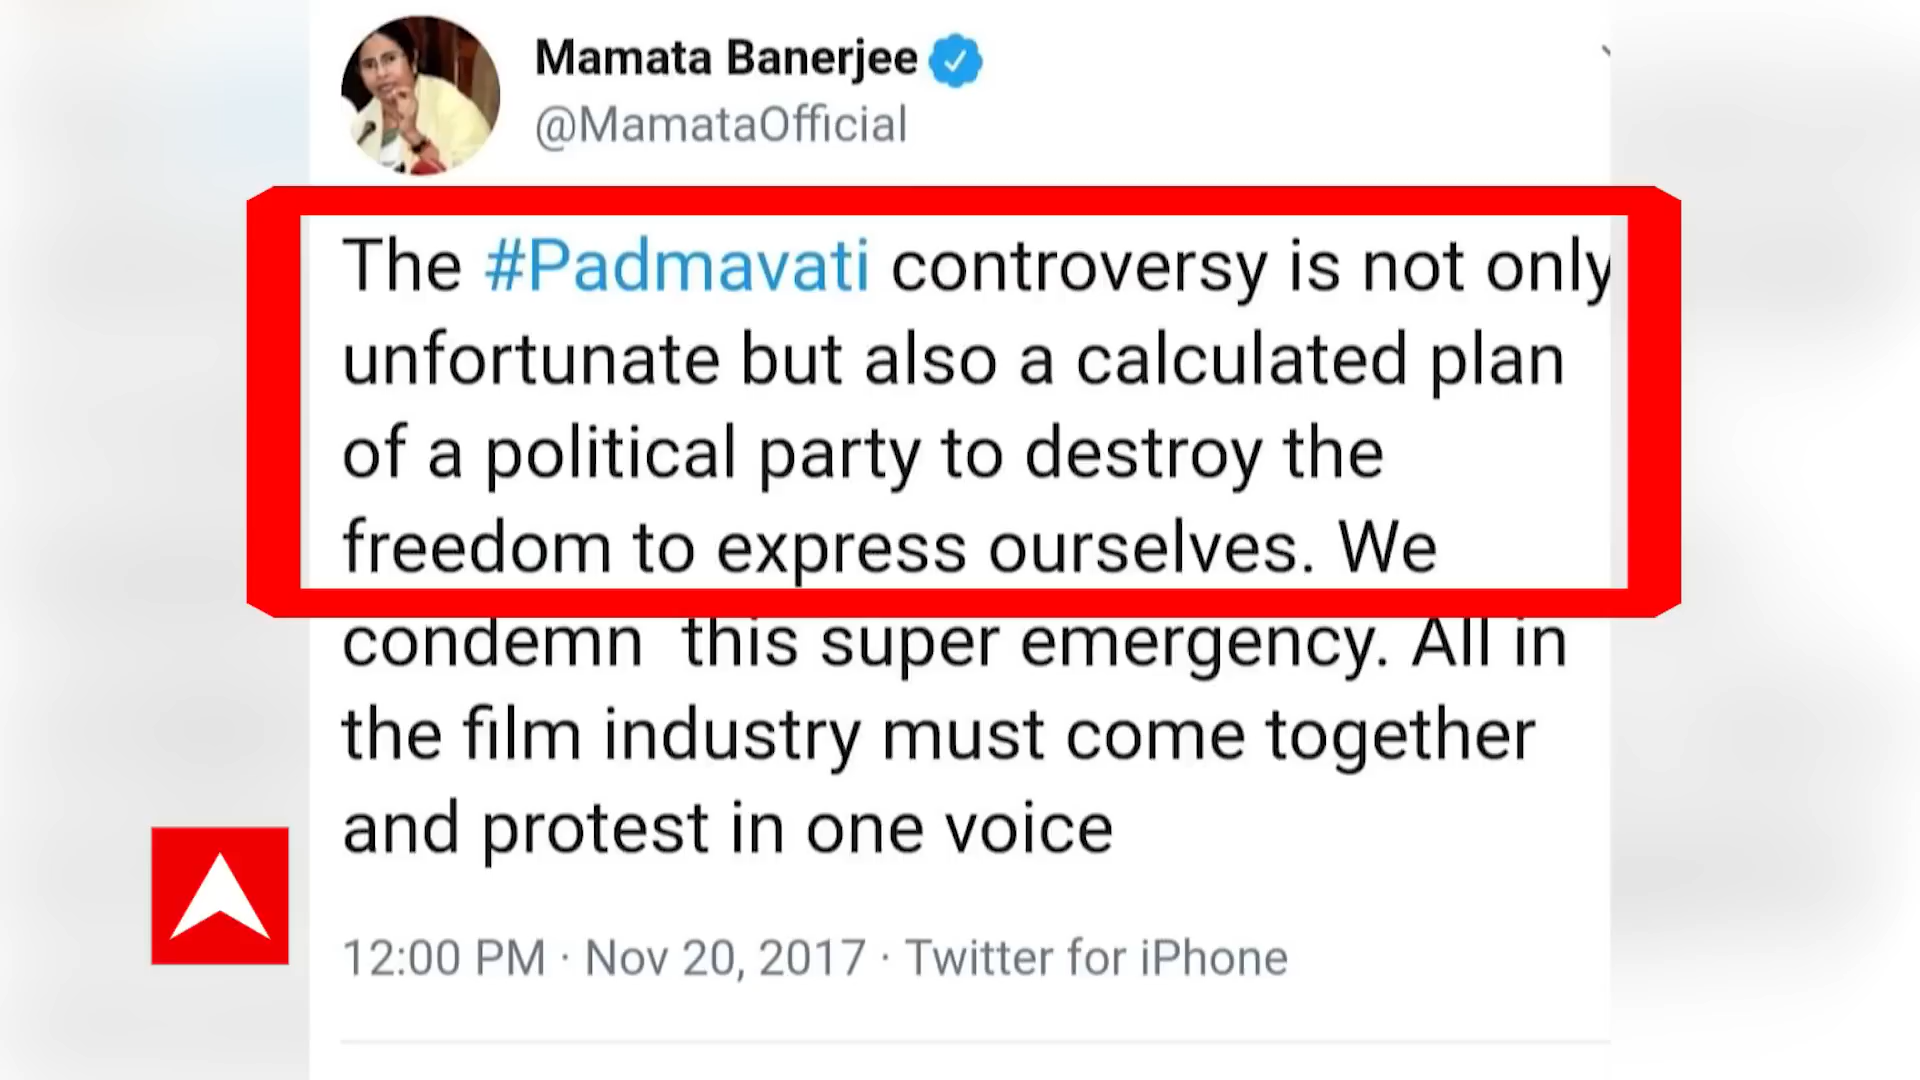 Mamata Banerjee
@MamataOfficial
The #Padmavati controversy is not only
unfortunate but also a calculated plan
of a political party to destroy the
freedom to express ourselves. We
condemn  this super emergency. All in
the film industry must come together
and protest in one voice
12:00 PM · Nov 20, 2017 · Twitter for iPhone